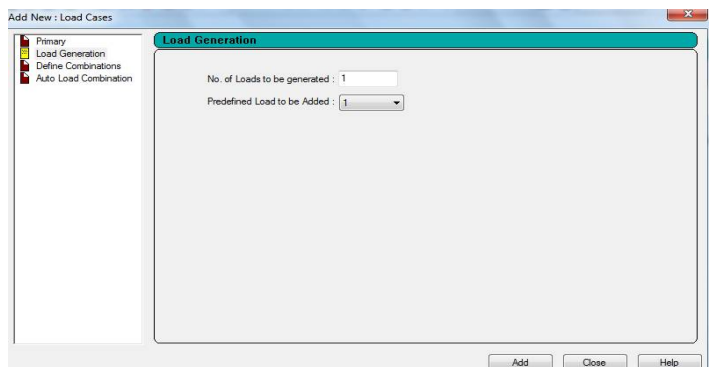 Add New : Load Cases
Primary
Load Generation
Define Combinations
Auto Load Combination
Load Generation
No. of Loads to be generated : 1
Predefined Load to be Added : 1
Add Close Help